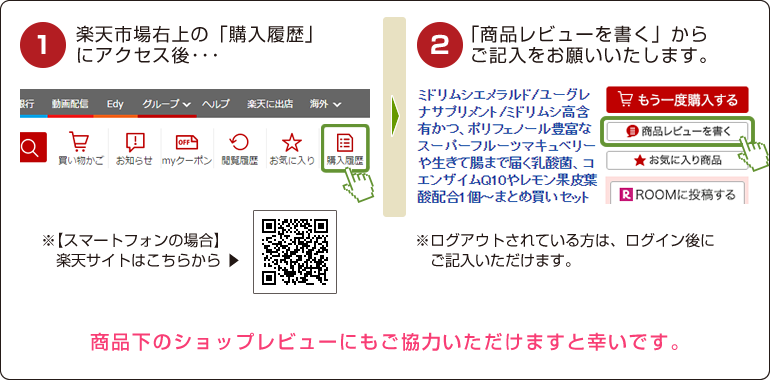 1
楽天市場右上の「購入履歴」
にアクセス後･･･
銀行 動画配信 Edy グループ ヘルプ 楽天に出店 海外
買い物かご お知らせ OFF myクーポン 閲覧履歴 お気に入り 購入履歴
※【スマートフォンの場合】
楽天サイトはこちらから ▶
2
「商品レビューを書く」から
ご記入をお願いいたします。
ミドリムシエメラルド/ユーグレ
ナサプリメント/ミドリムシ高含
有かつ、ポリフェノール豊富な
スーパーフルーツマキュベリー
や生きて腸まで届く乳酸菌、コ
エンザイムQ10やレモン果皮葉
酸配合1個～まとめ買いセット
もう一度購入する
商品レビューを書く
★お気に入り商品
R ROOMに投稿する
※ログアウトされている方は、ログイン後に
ご記入いただけます。
商品下のショップレビューにもご協力いただけますと幸いです。